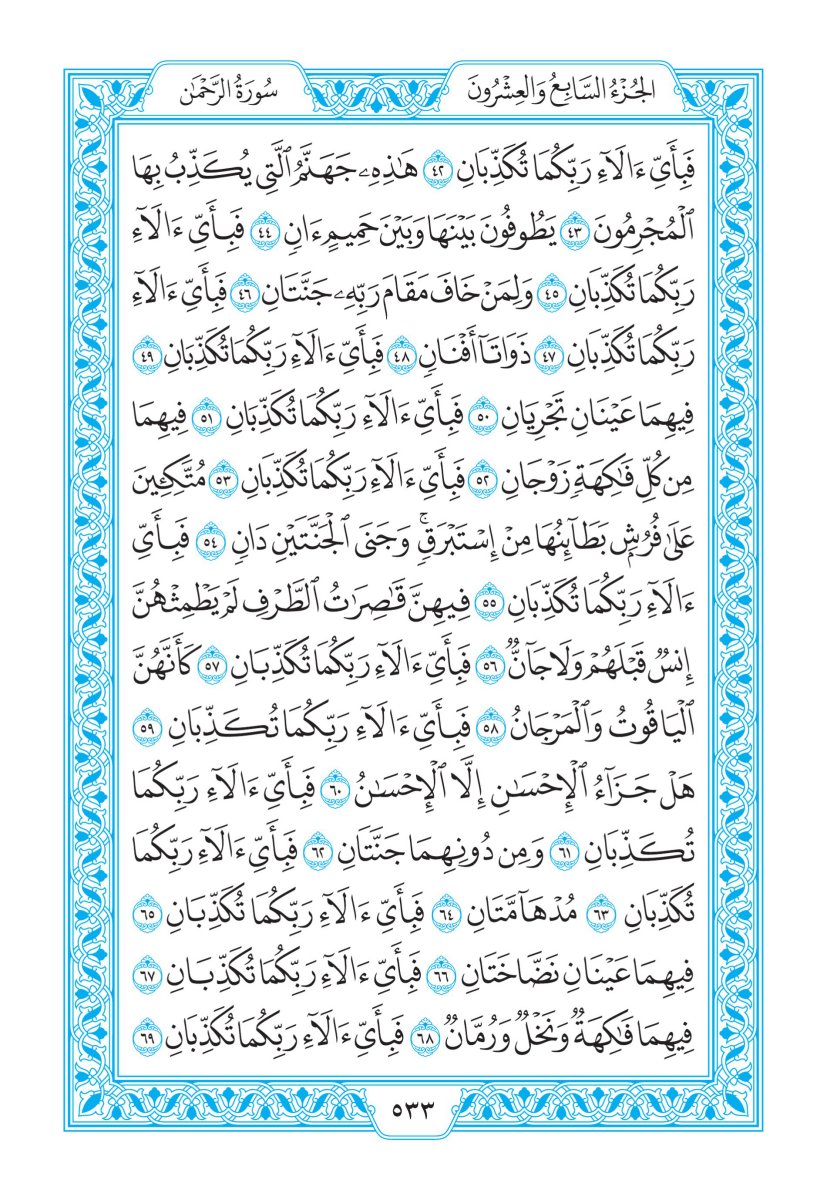 الجُزْءُ السَّابِعُ وَالعِشْرُونَ
سُورَةُ الرَّحْمَٰن
فَبِأَيِّ ءَالَآءِ رَبِّكُمَا تُكَذِّبَانِ ٤٢ هَٰذِهِۦ جَهَنَّمُ ٱلَّتِي يُكَذِّبُ بِهَا
ٱلْمُجْرِمُونَ ٤٣ يَطُوفُونَ بَيْنَهَا وَبَيْنَ حَمِيمٍ ءَانٖ ٤٤ فَبِأَيِّ ءَالَآءِ
رَبِّكُمَا تُكَذِّبَانِ ٤٥ وَلِمَنْ خَافَ مَقَامَ رَبِّهِۦ جَنَّتَانِ ٤٦ فَبِأَيِّ ءَالَآءِ
رَبِّكُمَا تُكَذِّبَانِ ٤٧ ذَوَاتَآ أَفْنَانٖ ٤٨ فَبِأَيِّ ءَالَآءِ رَبِّكُمَا تُكَذِّبَانِ ٤٩
فِيهِمَا عَيْنَانِ تَجْرِيَانِ ٥٠ فَبِأَيِّ ءَالَآءِ رَبِّكُمَا تُكَذِّبَانِ ٥١ فِيهِمَا
مِن كُلِّ فَٰكِهَةٖ زَوْجَانِ ٥٢ فَبِأَيِّ ءَالَآءِ رَبِّكُمَا تُكَذِّبَانِ ٥٣ مُتَّكِـِٔينَ
عَلَىٰ فُرُشِۭ بَطَآئِنُهَا مِنْ إِسْتَبْرَقٖۚ وَجَنَى ٱلْجَنَّتَيْنِ دَانٖ ٥٤ فَبِأَيِّ
ءَالَآءِ رَبِّكُمَا تُكَذِّبَانِ ٥٥ فِيهِنَّ قَٰصِرَٰتُ ٱلطَّرْفِ لَمْ يَطْمِثْهُنَّ
إِنسٞ قَبْلَهُمْ وَلَا جَآنّٞ ٥٦ فَبِأَيِّ ءَالَآءِ رَبِّكُمَا تُكَذِّبَانِ ٥٧ كَأَنَّهُنَّ
ٱلْيَاقُوتُ وَٱلْمَرْجَانُ ٥٨ فَبِأَيِّ ءَالَآءِ رَبِّكُمَا تُكَذِّبَانِ ٥٩
هَلْ جَزَآءُ ٱلْإِحْسَٰنِ إِلَّا ٱلْإِحْسَٰنُ ٦٠ فَبِأَيِّ ءَالَآءِ رَبِّكُمَا
تُكَذِّبَانِ ٦١ وَمِن دُونِهِمَا جَنَّتَانِ ٦٢ فَبِأَيِّ ءَالَآءِ رَبِّكُمَا
تُكَذِّبَانِ ٦٣ مُدْهَآمَّتَانِ ٦٤ فَبِأَيِّ ءَالَآءِ رَبِّكُمَا تُكَذِّبَانِ ٦٥
فِيهِمَا عَيْنَانِ نَضَّاخَتَانِ ٦٦ فَبِأَيِّ ءَالَآءِ رَبِّكُمَا تُكَذِّبَانِ ٦٧
فِيهِمَا فَٰكِهَةٞ وَنَخْلٞ وَرُمَّانٞ ٦٨ فَبِأَيِّ ءَالَآءِ رَبِّكُمَا تُكَذِّبَانِ ٦٩
٥٣٣